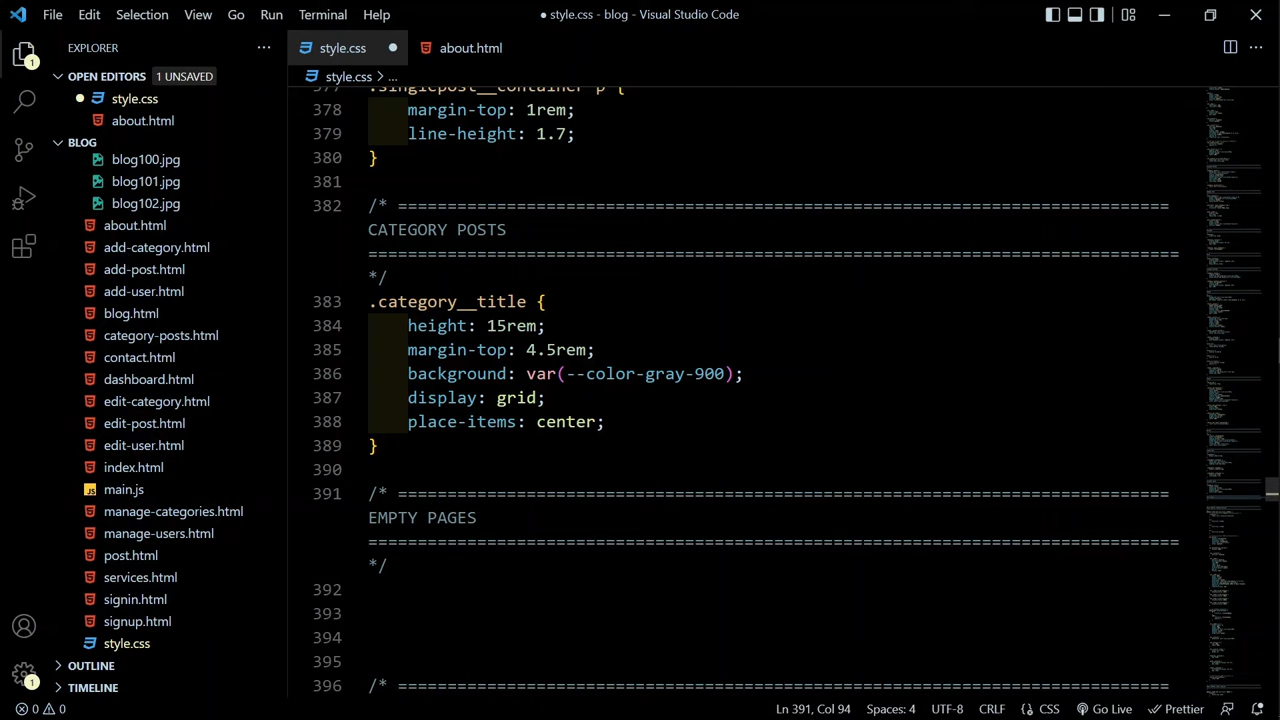 File Edit Selection View Go Run Terminal Help
● style.css - blog - Visual Studio Code
EXPLORER
style.css
about.html
OPEN EDITORS 1 UNSAVED
style.css > ...
style.css
about.html
BLOG
blog100.jpg
blog101.jpg
blog102.jpg
about.html
add-category.html
add-post.html
add-user.html
blog.html
category-posts.html
contact.html
dashboard.html
edit-category.html
edit-post.html
edit-user.html
index.html
main.js
manage-categories.html
manage-users.html
post.html
services.html
signin.html
signup.html
style.css
OUTLINE
TIMELINE
377 .singlepost__container p {
378 margin-top: 1rem;
379 line-height: 1.7;
380 }
381
382 /* ==============================================================================
CATEGORY POSTS
==================================================================================
*/
383 .category__title {
384 height: 15rem;
385 margin-top: 4.5rem;
386 background: var(--color-gray-900);
387 display: grid;
388 place-items: center;
389 }
390
391 /* ==============================================================================
EMPTY PAGES
==================================================================================
*/
392
393
394
395
396 /* ==============================================================================
1
1
0 0
Ln 391, Col 94 Spaces: 4 UTF-8 CRLF {} CSS Go Live Prettier